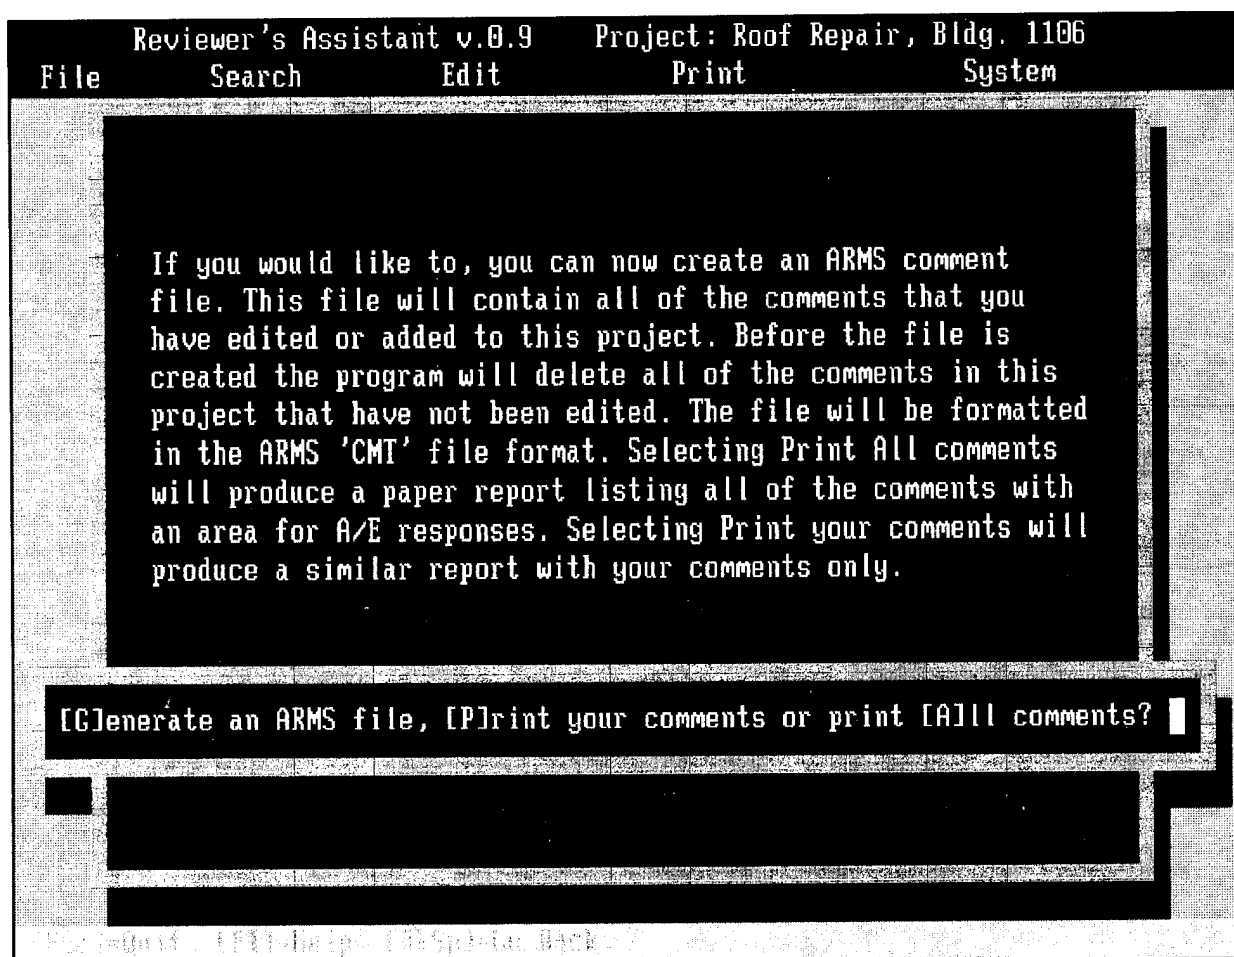 Reviewer's Assistant v.0.9 Project: Roof Repair, Bldg. 1106
File Search Edit Print System
If you would like to, you can now create an ARMS comment
file. This file will contain all of the comments that you
have edited or added to this project. Before the file is
created the program will delete all of the comments in this
project that have not been edited. The file will be formatted
in the ARMS 'CMT' file format. Selecting Print All comments
will produce a paper report listing all of the comments with
an area for A/E responses. Selecting Print your comments will
produce a similar report with your comments only.
[G]enerate an ARMS file, [P]rint your comments or print [A]ll comments?